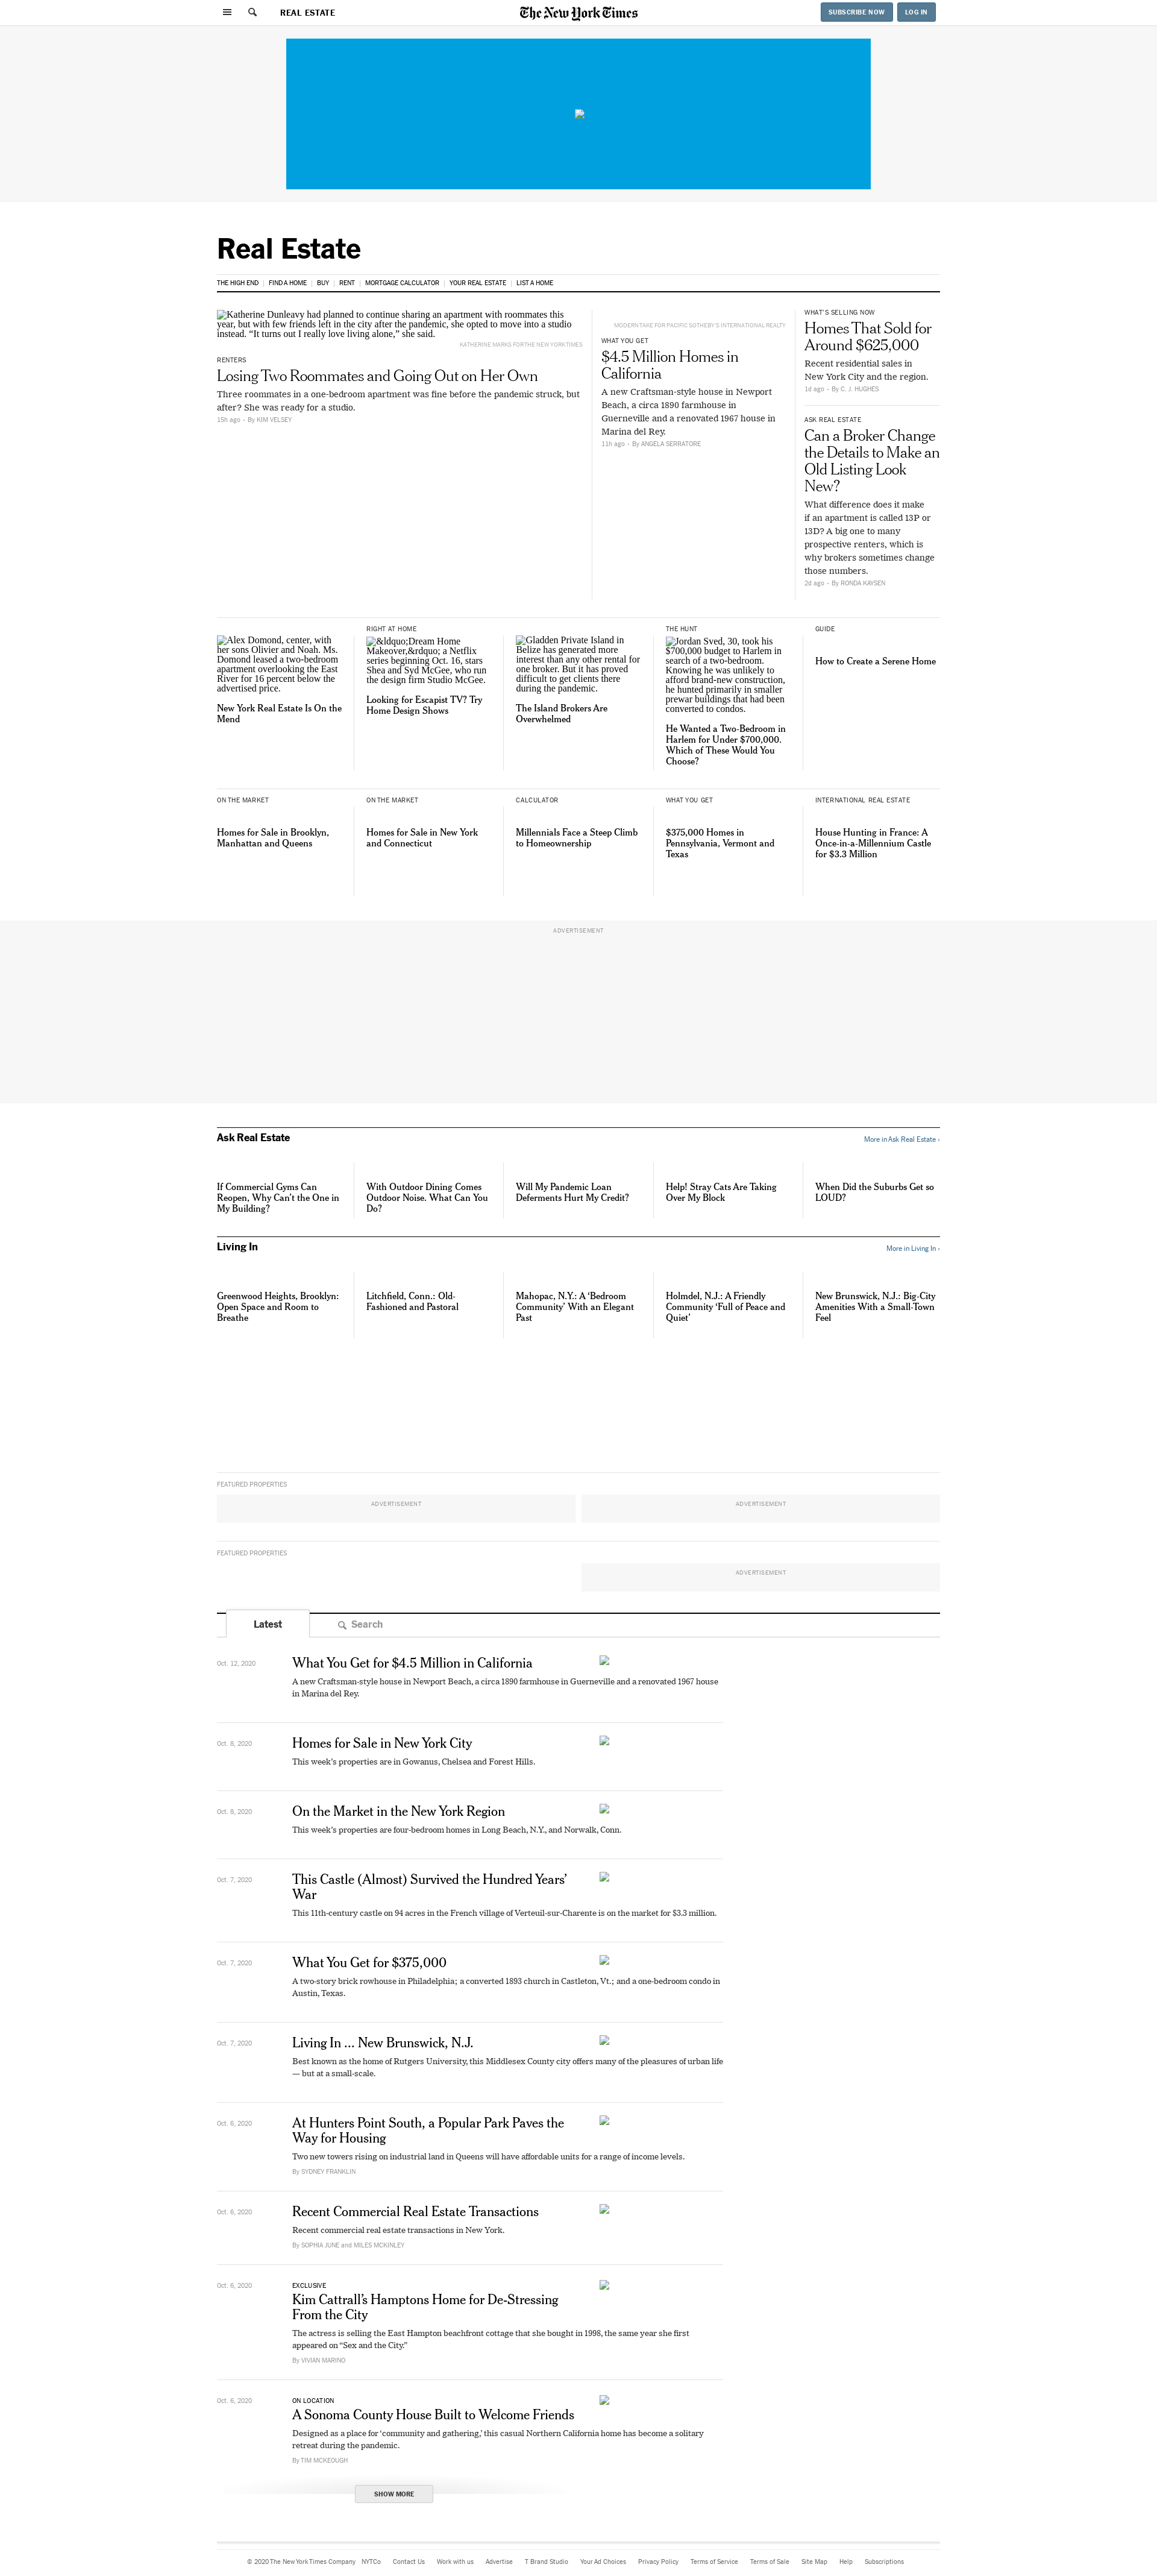 REAL ESTATE
The New York Times
SUBSCRIBE NOW
LOG IN
Real Estate
THE HIGH END
FIND A HOME
BUY
RENT
MORTGAGE CALCULATOR
YOUR REAL ESTATE
LIST A HOME
Katherine Dunleavy had planned to continue sharing an apartment with roommates this
year, but with few friends left in the city after the pandemic, she opted to move into a studio
instead. “It turns out I really love living alone,” she said.
KATHERINE MARKS FOR THE NEW YORK TIMES
RENTERS
Losing Two Roommates and Going Out on Her Own
Three roommates in a one-bedroom apartment was fine before the pandemic struck, but
after? She was ready for a studio.
15h ago - By KIM VELSEY
MODERN TAKE FOR PACIFIC SOTHEBY'S INTERNATIONAL REALTY
WHAT YOU GET
$4.5 Million Homes in
California
A new Craftsman-style house in Newport
Beach, a circa 1890 farmhouse in
Guerneville and a renovated 1967 house in
Marina del Rey.
11h ago - By ANGELA SERRATORE
WHAT'S SELLING NOW
Homes That Sold for
Around $625,000
Recent residential sales in
New York City and the region.
1d ago - By C. J. HUGHES
ASK REAL ESTATE
Can a Broker Change
the Details to Make an
Old Listing Look
New?
What difference does it make
if an apartment is called 13P or
13D? A big one to many
prospective renters, which is
why brokers sometimes change
those numbers.
2d ago - By RONDA KAYSEN
Alex Domond, center, with
her sons Olivier and Noah. Ms.
Domond leased a two-bedroom
apartment overlooking the East
River for 16 percent below the
advertised price.
New York Real Estate Is On the
Mend
RIGHT AT HOME
&ldquo;Dream Home
Makeover,&rdquo; a Netflix
series beginning Oct. 16, stars
Shea and Syd McGee, who run
the design firm Studio McGee.
Looking for Escapist TV? Try
Home Design Shows
Gladden Private Island in
Belize has generated more
interest than any other rental for
one broker. But it has proved
difficult to get clients there
during the pandemic.
The Island Brokers Are
Overwhelmed
THE HUNT
Jordan Sved, 30, took his
$700,000 budget to Harlem in
search of a two-bedroom.
Knowing he was unlikely to
afford brand-new construction,
he hunted primarily in smaller
prewar buildings that had been
converted to condos.
He Wanted a Two-Bedroom in
Harlem for Under $700,000.
Which of These Would You
Choose?
GUIDE
How to Create a Serene Home
ON THE MARKET
Homes for Sale in Brooklyn,
Manhattan and Queens
ON THE MARKET
Homes for Sale in New York
and Connecticut
CALCULATOR
Millennials Face a Steep Climb
to Homeownership
WHAT YOU GET
$375,000 Homes in
Pennsylvania, Vermont and
Texas
INTERNATIONAL REAL ESTATE
House Hunting in France: A
Once-in-a-Millennium Castle
for $3.3 Million
ADVERTISEMENT
Ask Real Estate
More in Ask Real Estate ›
If Commercial Gyms Can
Reopen, Why Can’t the One in
My Building?
With Outdoor Dining Comes
Outdoor Noise. What Can You
Do?
Will My Pandemic Loan
Deferments Hurt My Credit?
Help! Stray Cats Are Taking
Over My Block
When Did the Suburbs Get so
LOUD?
Living In
More in Living In ›
Greenwood Heights, Brooklyn:
Open Space and Room to
Breathe
Litchfield, Conn.: Old-
Fashioned and Pastoral
Mahopac, N.Y.: A ‘Bedroom
Community’ With an Elegant
Past
Holmdel, N.J.: A Friendly
Community ‘Full of Peace and
Quiet’
New Brunswick, N.J.: Big-City
Amenities With a Small-Town
Feel
FEATURED PROPERTIES
ADVERTISEMENT
ADVERTISEMENT
FEATURED PROPERTIES
ADVERTISEMENT
Latest
Search
Oct. 12, 2020
What You Get for $4.5 Million in California
A new Craftsman-style house in Newport Beach, a circa 1890 farmhouse in Guerneville and a renovated 1967 house
in Marina del Rey.
Oct. 8, 2020
Homes for Sale in New York City
This week’s properties are in Gowanus, Chelsea and Forest Hills.
Oct. 8, 2020
On the Market in the New York Region
This week’s properties are four-bedroom homes in Long Beach, N.Y., and Norwalk, Conn.
Oct. 7, 2020
This Castle (Almost) Survived the Hundred Years’
War
This 11th-century castle on 94 acres in the French village of Verteuil-sur-Charente is on the market for $3.3 million.
Oct. 7, 2020
What You Get for $375,000
A two-story brick rowhouse in Philadelphia; a converted 1893 church in Castleton, Vt.; and a one-bedroom condo in
Austin, Texas.
Oct. 7, 2020
Living In ... New Brunswick, N.J.
Best known as the home of Rutgers University, this Middlesex County city offers many of the pleasures of urban life
— but at a small-scale.
Oct. 6, 2020
At Hunters Point South, a Popular Park Paves the
Way for Housing
Two new towers rising on industrial land in Queens will have affordable units for a range of income levels.
By SYDNEY FRANKLIN
Oct. 6, 2020
Recent Commercial Real Estate Transactions
Recent commercial real estate transactions in New York.
By SOPHIA JUNE and MILES MCKINLEY
Oct. 6, 2020
EXCLUSIVE
Kim Cattrall’s Hamptons Home for De-Stressing
From the City
The actress is selling the East Hampton beachfront cottage that she bought in 1998, the same year she first
appeared on “Sex and the City.”
By VIVIAN MARINO
Oct. 6, 2020
ON LOCATION
A Sonoma County House Built to Welcome Friends
Designed as a place for ‘community and gathering,’ this casual Northern California home has become a solitary
retreat during the pandemic.
By TIM MCKEOUGH
SHOW MORE
© 2020 The New York Times Company
NYTCo
Contact Us
Work with us
Advertise
T Brand Studio
Your Ad Choices
Privacy Policy
Terms of Service
Terms of Sale
Site Map
Help
Subscriptions